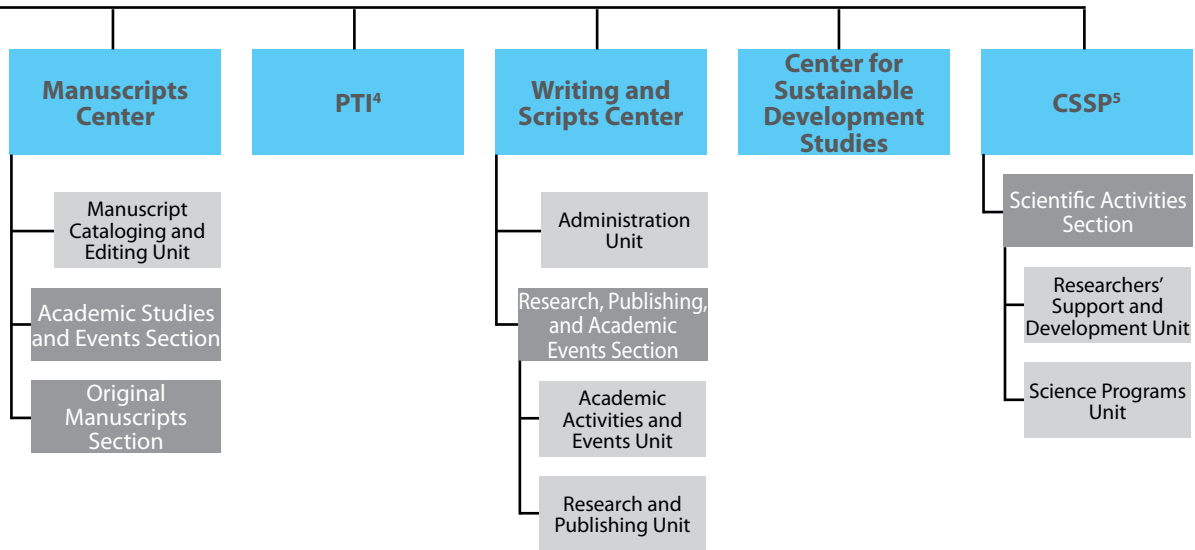 Manuscripts
Center
PTI⁴
Writing and
Scripts Center
Center for
Sustainable
Development
Studies
CSSP⁵
Manuscript
Cataloging and
Editing Unit
Academic Studies
and Events Section
Original
Manuscripts
Section
Administration
Unit
Research, Publishing,
and Academic
Events Section
Academic
Activities and
Events Unit
Research and
Publishing Unit
Scientific Activities
Section
Researchers’
Support and
Development Unit
Science Programs
Unit